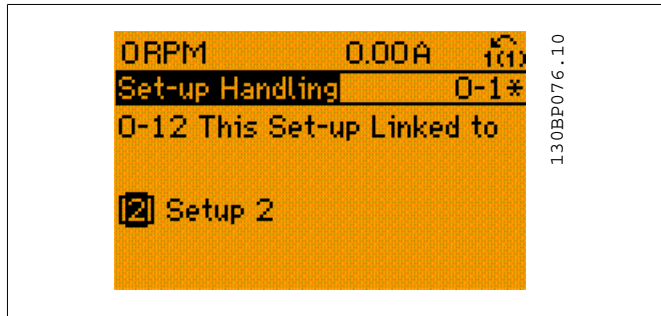 0RPM 0.00A 1(1)
Set-up Handling 0-1*
0-12 This Set-up Linked to
[2] Setup 2
130BP076.10